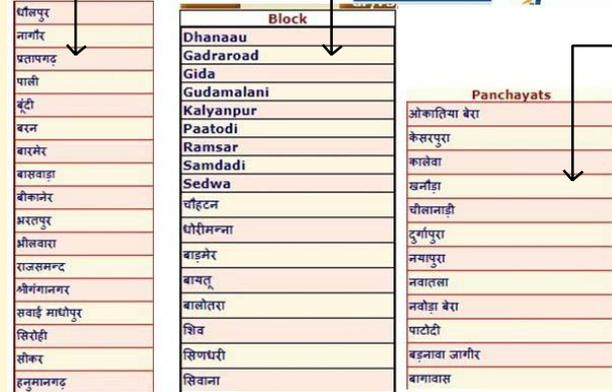 धौलपुर
नागौर
प्रतापगढ़
पाली
बूंदी
बरन
बारमेर
बासवाड़ा
बीकानेर
भरतपुर
भीलवारा
राजसमन्द
श्रीगंगानगर
सवाई माधोपुर
सिरोही
सीकर
हनुमानगढ़
Block
Dhanaau
Gadraroad
Gida
Gudamalani
Kalyanpur
Paatodi
Ramsar
Samdadi
Sedwa
चौहटन
धोरीमन्ना
बाड़मेर
बायतू
बालोतरा
शिव
सिणधरी
सिवाना
Panchayats
ओकातिया बेरा
केसरपुरा
कालेवा
खनौड़ा
चीलानाड़ी
दुर्गापुरा
नयापुरा
नवातला
नवोड़ा बेरा
पाटोदी
बड़नावा जागीर
बागावास